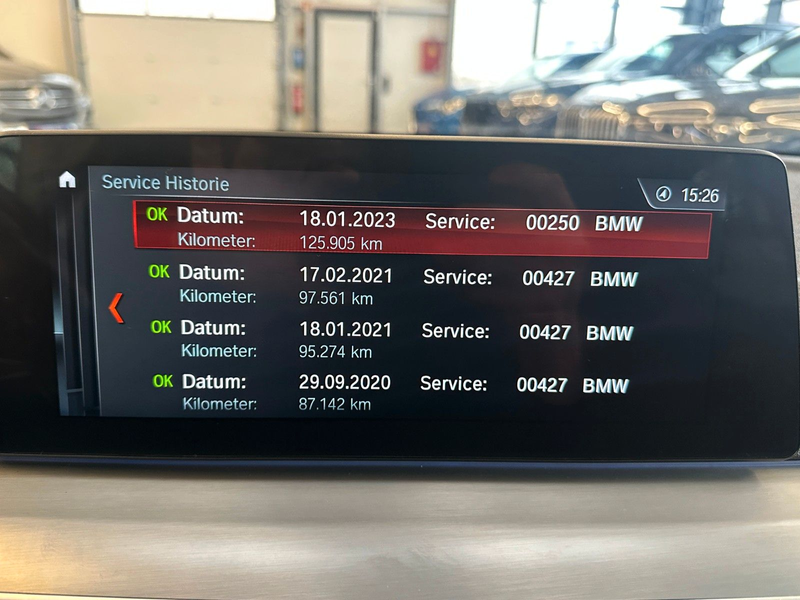 Service Historie
15:26
OK Datum: 18.01.2023 Service: 00250 BMW
Kilometer: 125.905 km
OK Datum: 17.02.2021 Service: 00427 BMW
Kilometer: 97.561 km
OK Datum: 18.01.2021 Service: 00427 BMW
Kilometer: 95.274 km
OK Datum: 29.09.2020 Service: 00427 BMW
Kilometer: 87.142 km